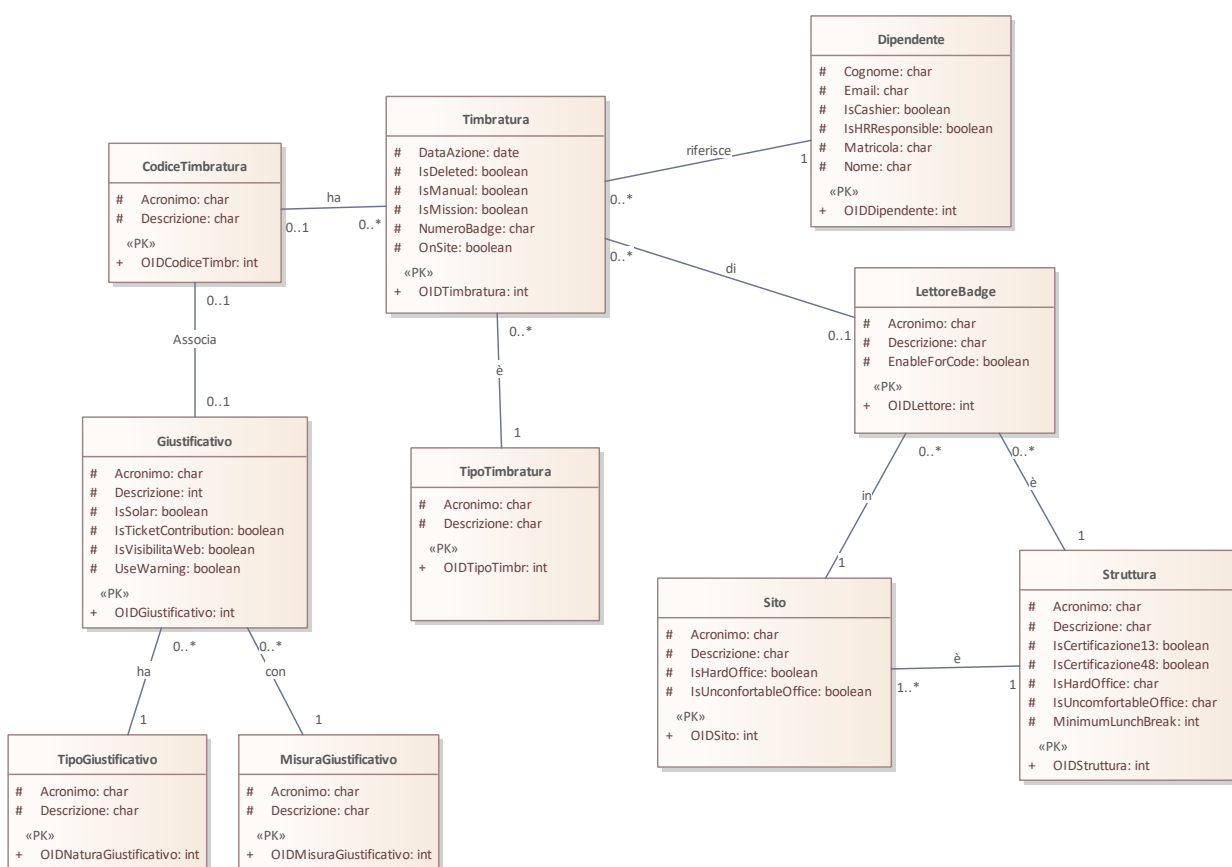 Dipendente
# Cognome: char
# Email: char
# IsCashier: boolean
# IsHRResponsible: boolean
# Matricola: char
# Nome: char
«PK»
+ OIDDipendente: int
Timbratura
# DataAzione: date
# IsDeleted: boolean
# IsManual: boolean
# IsMission: boolean
# NumeroBadge: char
# OnSite: boolean
«PK»
+ OIDTimbratura: int
riferisce
1
0..*
CodiceTimbratura
# Acronimo: char
# Descrizione: char
«PK»
+ OIDCodiceTimbr: int
ha
0..1
0..*
0..*
di
0..1
LettoreBadge
# Acronimo: char
# Descrizione: char
# EnableForCode: boolean
«PK»
+ OIDLettore: int
0..1
Associa
0..1
0..*
è
1
Giustificativo
# Acronimo: char
# Descrizione: int
# IsSolar: boolean
# IsTicketContribution: boolean
# IsVisibilitaWeb: boolean
# UseWarning: boolean
«PK»
+ OIDGiustificativo: int
TipoTimbratura
# Acronimo: char
# Descrizione: char
«PK»
+ OIDTipoTimbr: int
0..*
in
1
0..*
è
1
Sito
# Acronimo: char
# Descrizione: char
# IsHardOffice: boolean
# IsUnconfortableOffice: boolean
«PK»
+ OIDSito: int
è
1..*
1
Struttura
# Acronimo: char
# Descrizione: char
# IsCertificazione13: boolean
# IsCertificazione48: boolean
# IsHardOffice: char
# IsUncomfortableOffice: char
# MinimumLunchBreak: int
«PK»
+ OIDStruttura: int
0..*
ha
1
0..*
con
1
TipoGiustificativo
# Acronimo: char
# Descrizione: char
«PK»
+ OIDNaturaGiustificativo: int
MisuraGiustificativo
# Acronimo: char
# Descrizione: char
«PK»
+ OIDMisuraGiustificativo: int